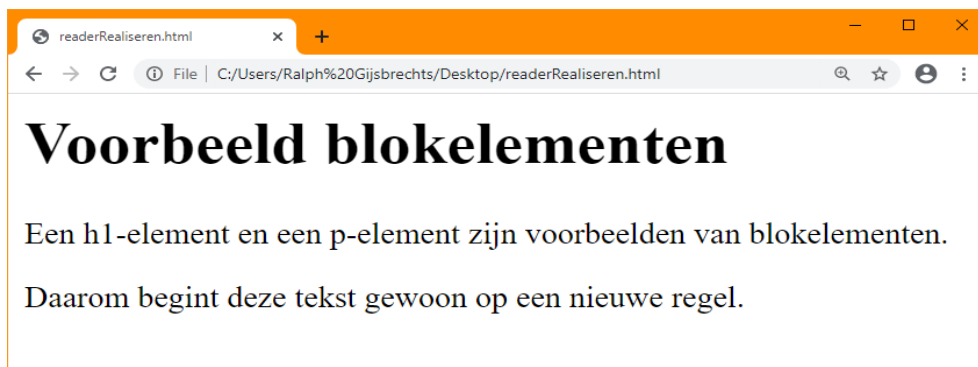 readerRealiseren.html
File | C:/Users/Ralph%20Gijsbrechts/Desktop/readerRealiseren.html
Voorbeeld blokelementen
Een h1-element en een p-element zijn voorbeelden van blokelementen.
Daarom begint deze tekst gewoon op een nieuwe regel.